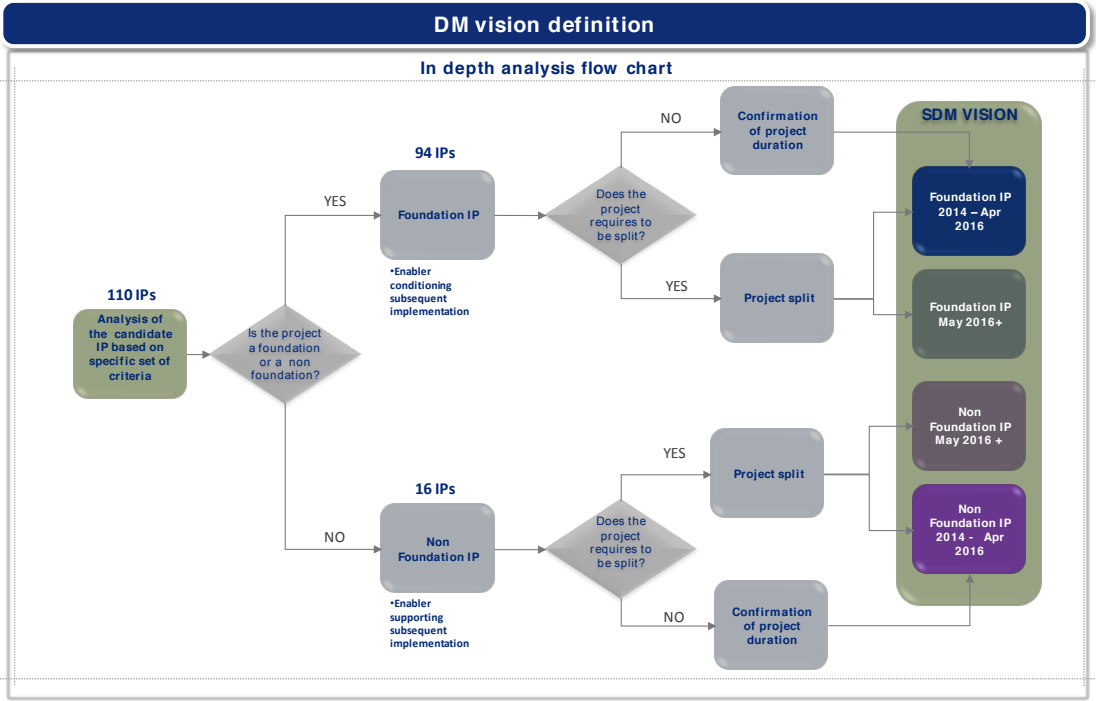 DM vision definition
In depth analysis flow chart
110 IPs
Analysis of
the candidate
IP based on
specific set of
criteria
Is the project
a foundation
or a non
foundation?
YES
94 IPs
Foundation IP
•Enabler
conditioning
subsequent
implementation
Does the
project
requires to
be split?
NO
Confirmation
of project
duration
YES
Project split
NO
16 IPs
Non
Foundation IP
•Enabler
supporting
subsequent
implementation
Does the
project
requires to
be split?
YES
Project split
NO
Confirmation
of project
duration
SDM VISION
Foundation IP
2014 – Apr
2016
Foundation IP
May 2016+
Non
Foundation IP
May 2016 +
Non
Foundation IP
2014 - Apr
2016